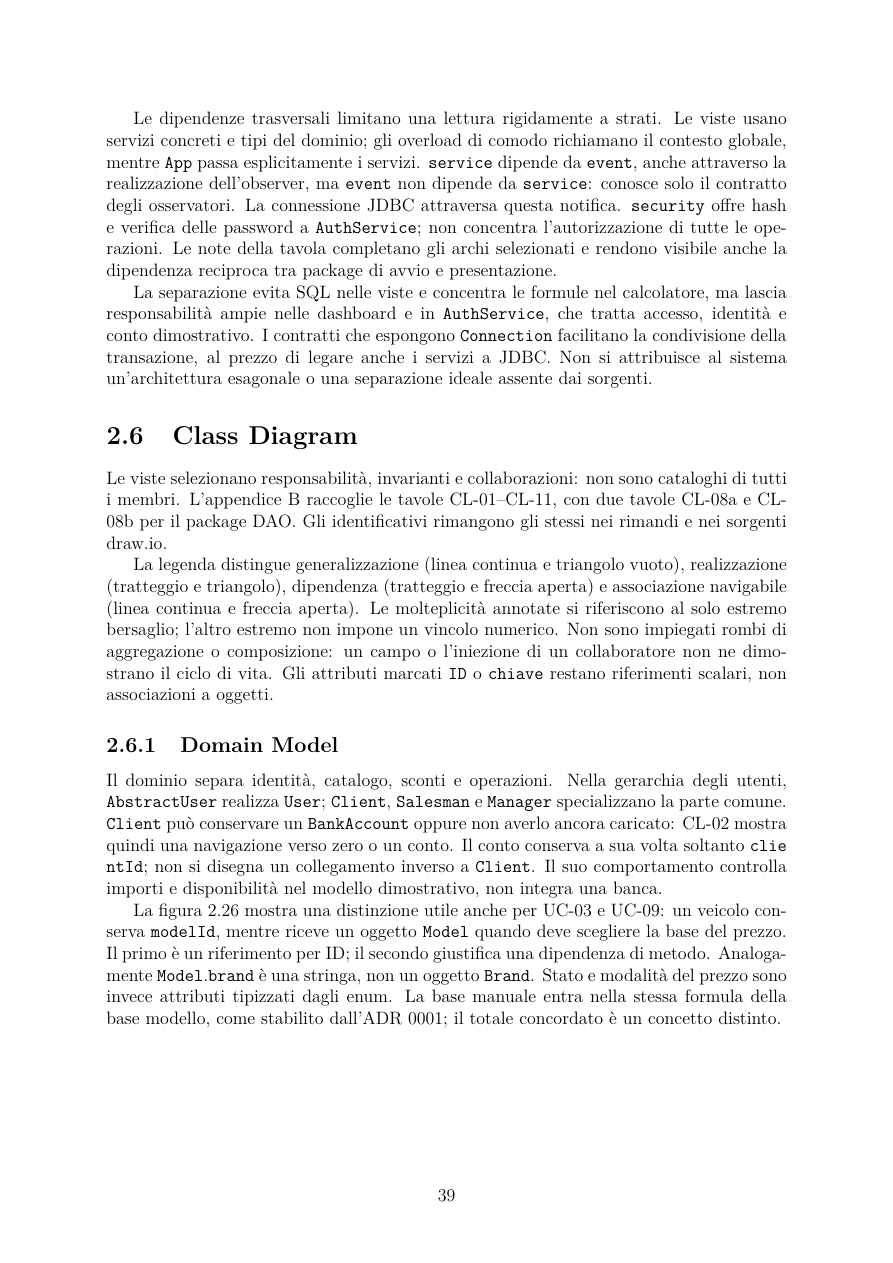 Le dipendenze trasversali limitano una lettura rigidamente a strati. Le viste usano
servizi concreti e tipi del dominio; gli overload di comodo richiamano il contesto globale,
mentre App passa esplicitamente i servizi. service dipende da event, anche attraverso la
realizzazione dell'observer, ma event non dipende da service: conosce solo il contratto
degli osservatori. La connessione JDBC attraversa questa notifica. security offre hash
e verifica delle password a AuthService; non concentra l'autorizzazione di tutte le ope-
razioni. Le note della tavola completano gli archi selezionati e rendono visibile anche la
dipendenza reciproca tra package di avvio e presentazione.
La separazione evita SQL nelle viste e concentra le formule nel calcolatore, ma lascia
responsabilità ampie nelle dashboard e in AuthService, che tratta accesso, identità e
conto dimostrativo. I contratti che espongono Connection facilitano la condivisione della
transazione, al prezzo di legare anche i servizi a JDBC. Non si attribuisce al sistema
un'architettura esagonale o una separazione ideale assente dai sorgenti.
2.6 Class Diagram
Le viste selezionano responsabilità, invarianti e collaborazioni: non sono cataloghi di tutti
i membri. L'appendice B raccoglie le tavole CL-01–CL-11, con due tavole CL-08a e CL-
08b per il package DAO. Gli identificativi rimangono gli stessi nei rimandi e nei sorgenti
draw.io.
La legenda distingue generalizzazione (linea continua e triangolo vuoto), realizzazione
(tratteggio e triangolo), dipendenza (tratteggio e freccia aperta) e associazione navigabile
(linea continua e freccia aperta). Le molteplicità annotate si riferiscono al solo estremo
bersaglio; l'altro estremo non impone un vincolo numerico. Non sono impiegati rombi di
aggregazione o composizione: un campo o l'iniezione di un collaboratore non ne dimo-
strano il ciclo di vita. Gli attributi marcati ID o chiave restano riferimenti scalari, non
associazioni a oggetti.
2.6.1 Domain Model
Il dominio separa identità, catalogo, sconti e operazioni. Nella gerarchia degli utenti,
AbstractUser realizza User; Client, Salesman e Manager specializzano la parte comune.
Client può conservare un BankAccount oppure non averlo ancora caricato: CL-02 mostra
quindi una navigazione verso zero o un conto. Il conto conserva a sua volta soltanto clie
ntId; non si disegna un collegamento inverso a Client. Il suo comportamento controlla
importi e disponibilità nel modello dimostrativo, non integra una banca.
La figura 2.26 mostra una distinzione utile anche per UC-03 e UC-09: un veicolo con-
serva modelId, mentre riceve un oggetto Model quando deve scegliere la base del prezzo.
Il primo è un riferimento per ID; il secondo giustifica una dipendenza di metodo. Analoga-
mente Model.brand è una stringa, non un oggetto Brand. Stato e modalità del prezzo sono
invece attributi tipizzati dagli enum. La base manuale entra nella stessa formula della
base modello, come stabilito dall'ADR 0001; il totale concordato è un concetto distinto.
39